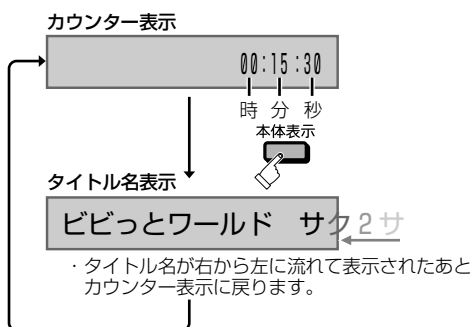 カウンター表示
00:15:30
時 分 秒
本体表示
タイトル名表示
ビビっとワールド サク2サ
・タイトル名が右から左に流れて表示されたあと
カウンター表示に戻ります。